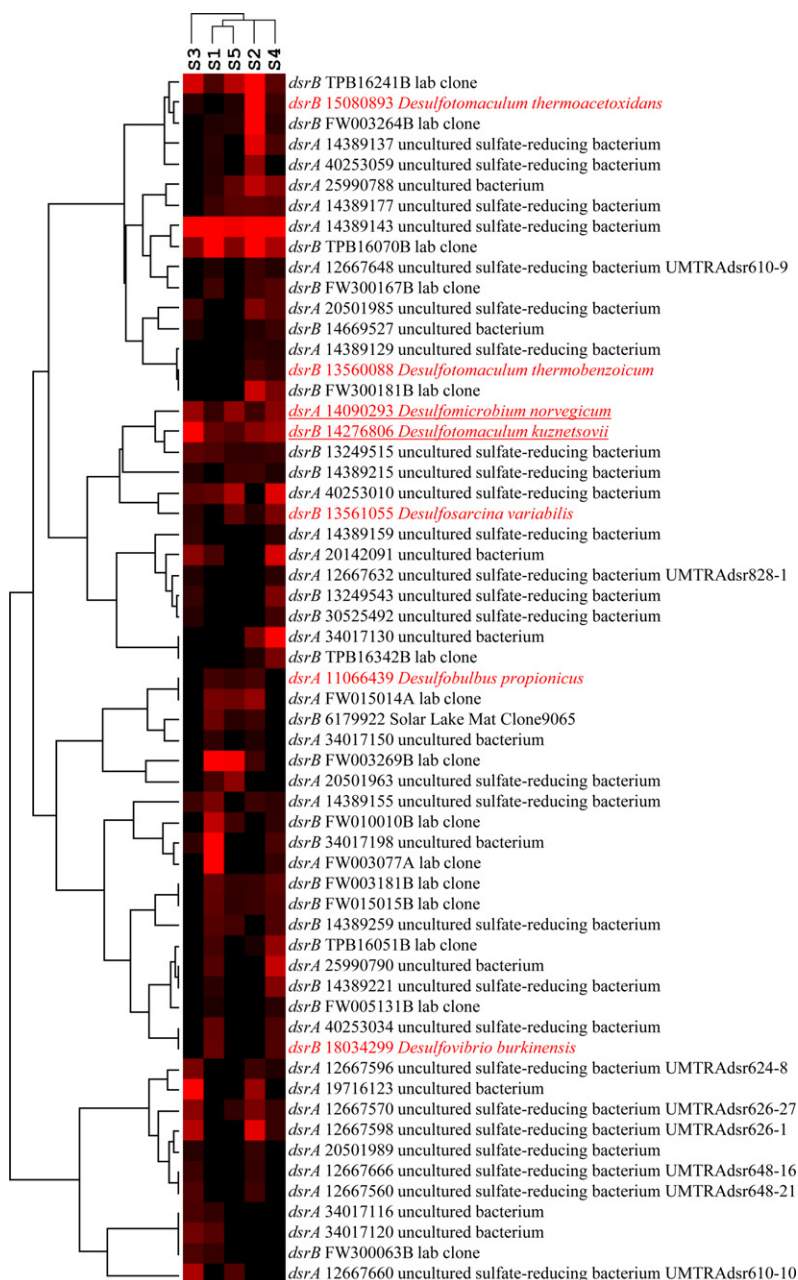 S3 S1 S5 S2 S4
dsrB TPB16241B lab clone
dsrB 15080893 Desulfotomaculum thermoacetoxidans
dsrB FW003264B lab clone
dsrA 14389137 uncultured sulfate-reducing bacterium
dsrA 40253059 uncultured sulfate-reducing bacterium
dsrA 25990788 uncultured bacterium
dsrA 14389177 uncultured sulfate-reducing bacterium
dsrA 14389143 uncultured sulfate-reducing bacterium
dsrB TPB16070B lab clone
dsrA 12667648 uncultured sulfate-reducing bacterium UMTRAdsr610-9
dsrB FW300167B lab clone
dsrA 20501985 uncultured sulfate-reducing bacterium
dsrB 14669527 uncultured bacterium
dsrA 14389129 uncultured sulfate-reducing bacterium
dsrB 13560088 Desulfotomaculum thermobenzoicum
dsrB FW300181B lab clone
dsrA 14090293 Desulfomicrobium norvegicum
dsrB 14276806 Desulfotomaculum kuznetsovii
dsrB 13249515 uncultured sulfate-reducing bacterium
dsrB 14389215 uncultured sulfate-reducing bacterium
dsrA 40253010 uncultured sulfate-reducing bacterium
dsrB 13561055 Desulfosarcina variabilis
dsrA 14389159 uncultured sulfate-reducing bacterium
dsrA 20142091 uncultured bacterium
dsrA 12667632 uncultured sulfate-reducing bacterium UMTRAdsr828-1
dsrB 13249543 uncultured sulfate-reducing bacterium
dsrB 30525492 uncultured sulfate-reducing bacterium
dsrA 34017130 uncultured bacterium
dsrB TPB16342B lab clone
dsrA 11066439 Desulfobulbus propionicus
dsrA FW015014A lab clone
dsrB 6179922 Solar Lake Mat Clone9065
dsrA 34017150 uncultured bacterium
dsrB FW003269B lab clone
dsrA 20501963 uncultured sulfate-reducing bacterium
dsrA 14389155 uncultured sulfate-reducing bacterium
dsrB FW010010B lab clone
dsrB 34017198 uncultured bacterium
dsrA FW003077A lab clone
dsrB FW003181B lab clone
dsrB FW015015B lab clone
dsrB 14389259 uncultured sulfate-reducing bacterium
dsrB TPB16051B lab clone
dsrA 25990790 uncultured bacterium
dsrB 14389221 uncultured sulfate-reducing bacterium
dsrB FW005131B lab clone
dsrA 40253034 uncultured sulfate-reducing bacterium
dsrB 18034299 Desulfovibrio burkinensis
dsrA 12667596 uncultured sulfate-reducing bacterium UMTRAdsr624-8
dsrA 19716123 uncultured bacterium
dsrA 12667570 uncultured sulfate-reducing bacterium UMTRAdsr626-27
dsrA 12667598 uncultured sulfate-reducing bacterium UMTRAdsr626-1
dsrA 20501989 uncultured sulfate-reducing bacterium
dsrA 12667666 uncultured sulfate-reducing bacterium UMTRAdsr648-16
dsrA 12667560 uncultured sulfate-reducing bacterium UMTRAdsr648-21
dsrA 34017116 uncultured bacterium
dsrA 34017120 uncultured bacterium
dsrB FW300063B lab clone
dsrA 12667660 uncultured sulfate-reducing bacterium UMTRAdsr610-10